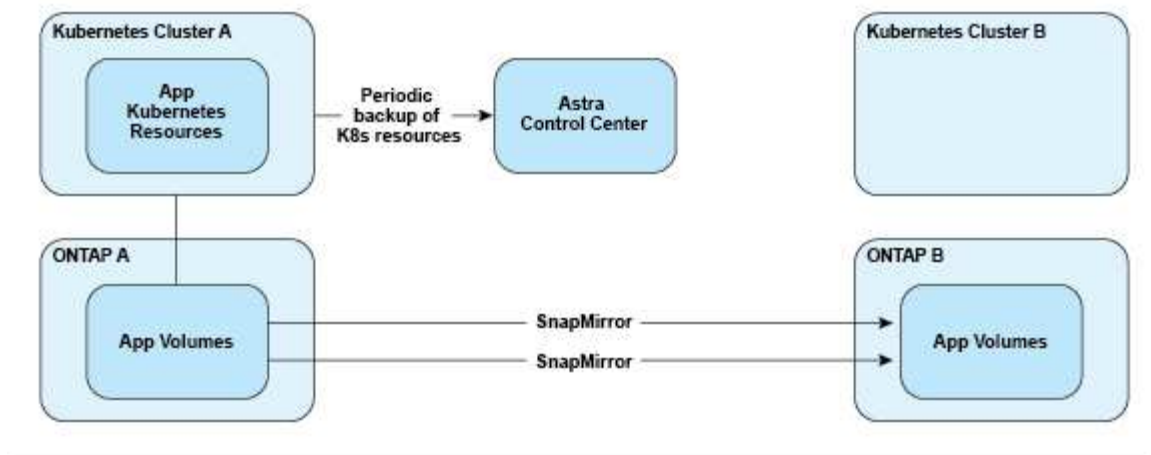 Kubernetes Cluster A
App
Kubernetes
Resources
Periodic
backup of
K8s resources
Astra
Control Center
Kubernetes Cluster B
ONTAP A
App Volumes
SnapMirror
SnapMirror
ONTAP B
App Volumes